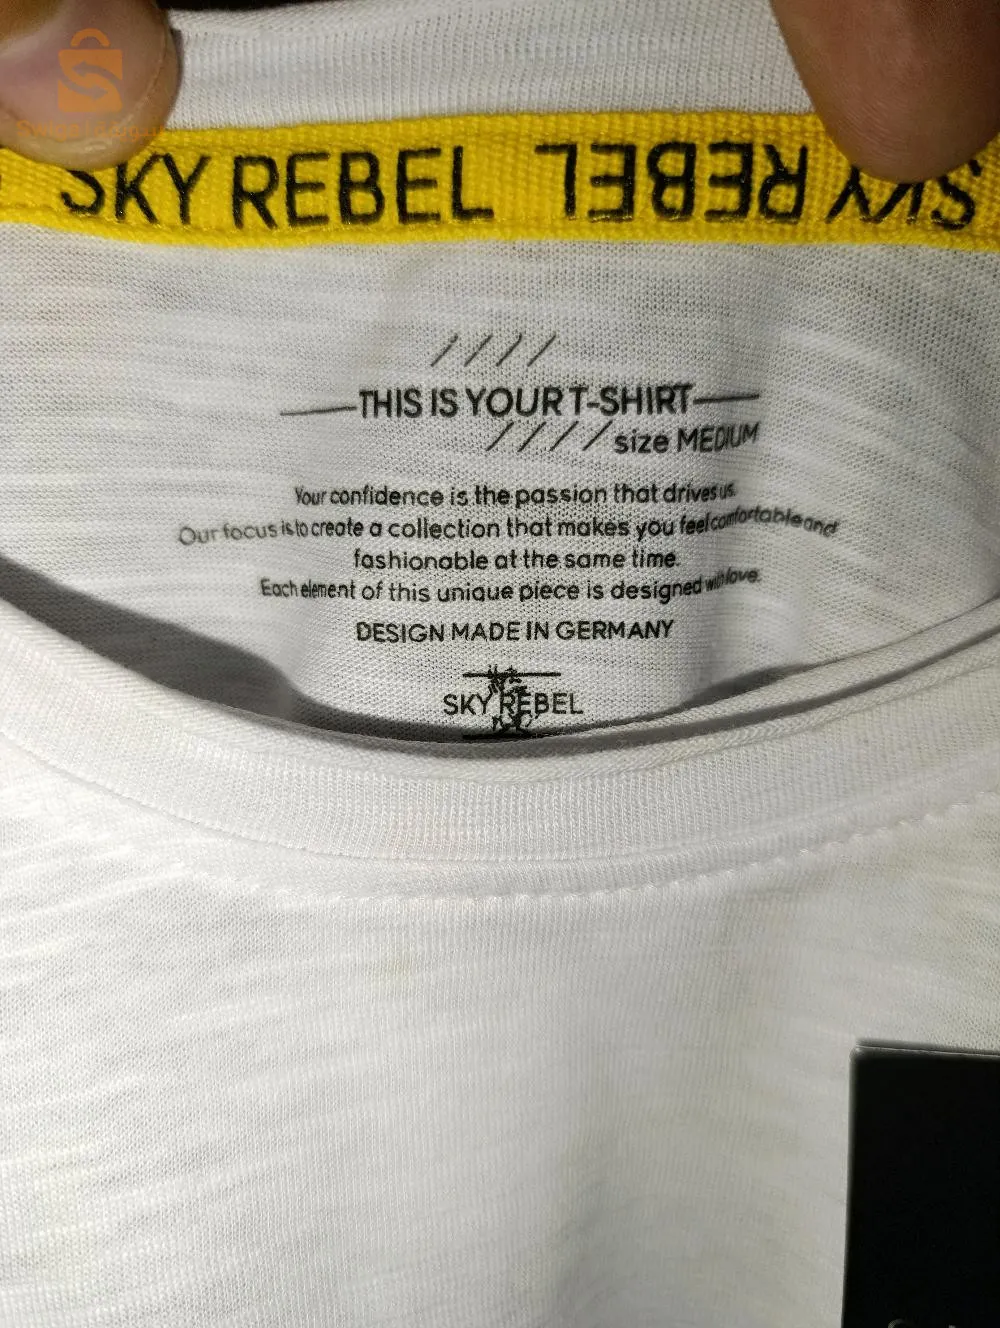 SKY REBEL SKY REBEL
THIS IS YOUR T-SHIRT
size MEDIUM
Your confidence is the passion that drives us.
Our focus is to create a collection that makes you feel comfortable and
fashionable at the same time.
Each element of this unique piece is designed with love.
DESIGN MADE IN GERMANY
SKY REBEL